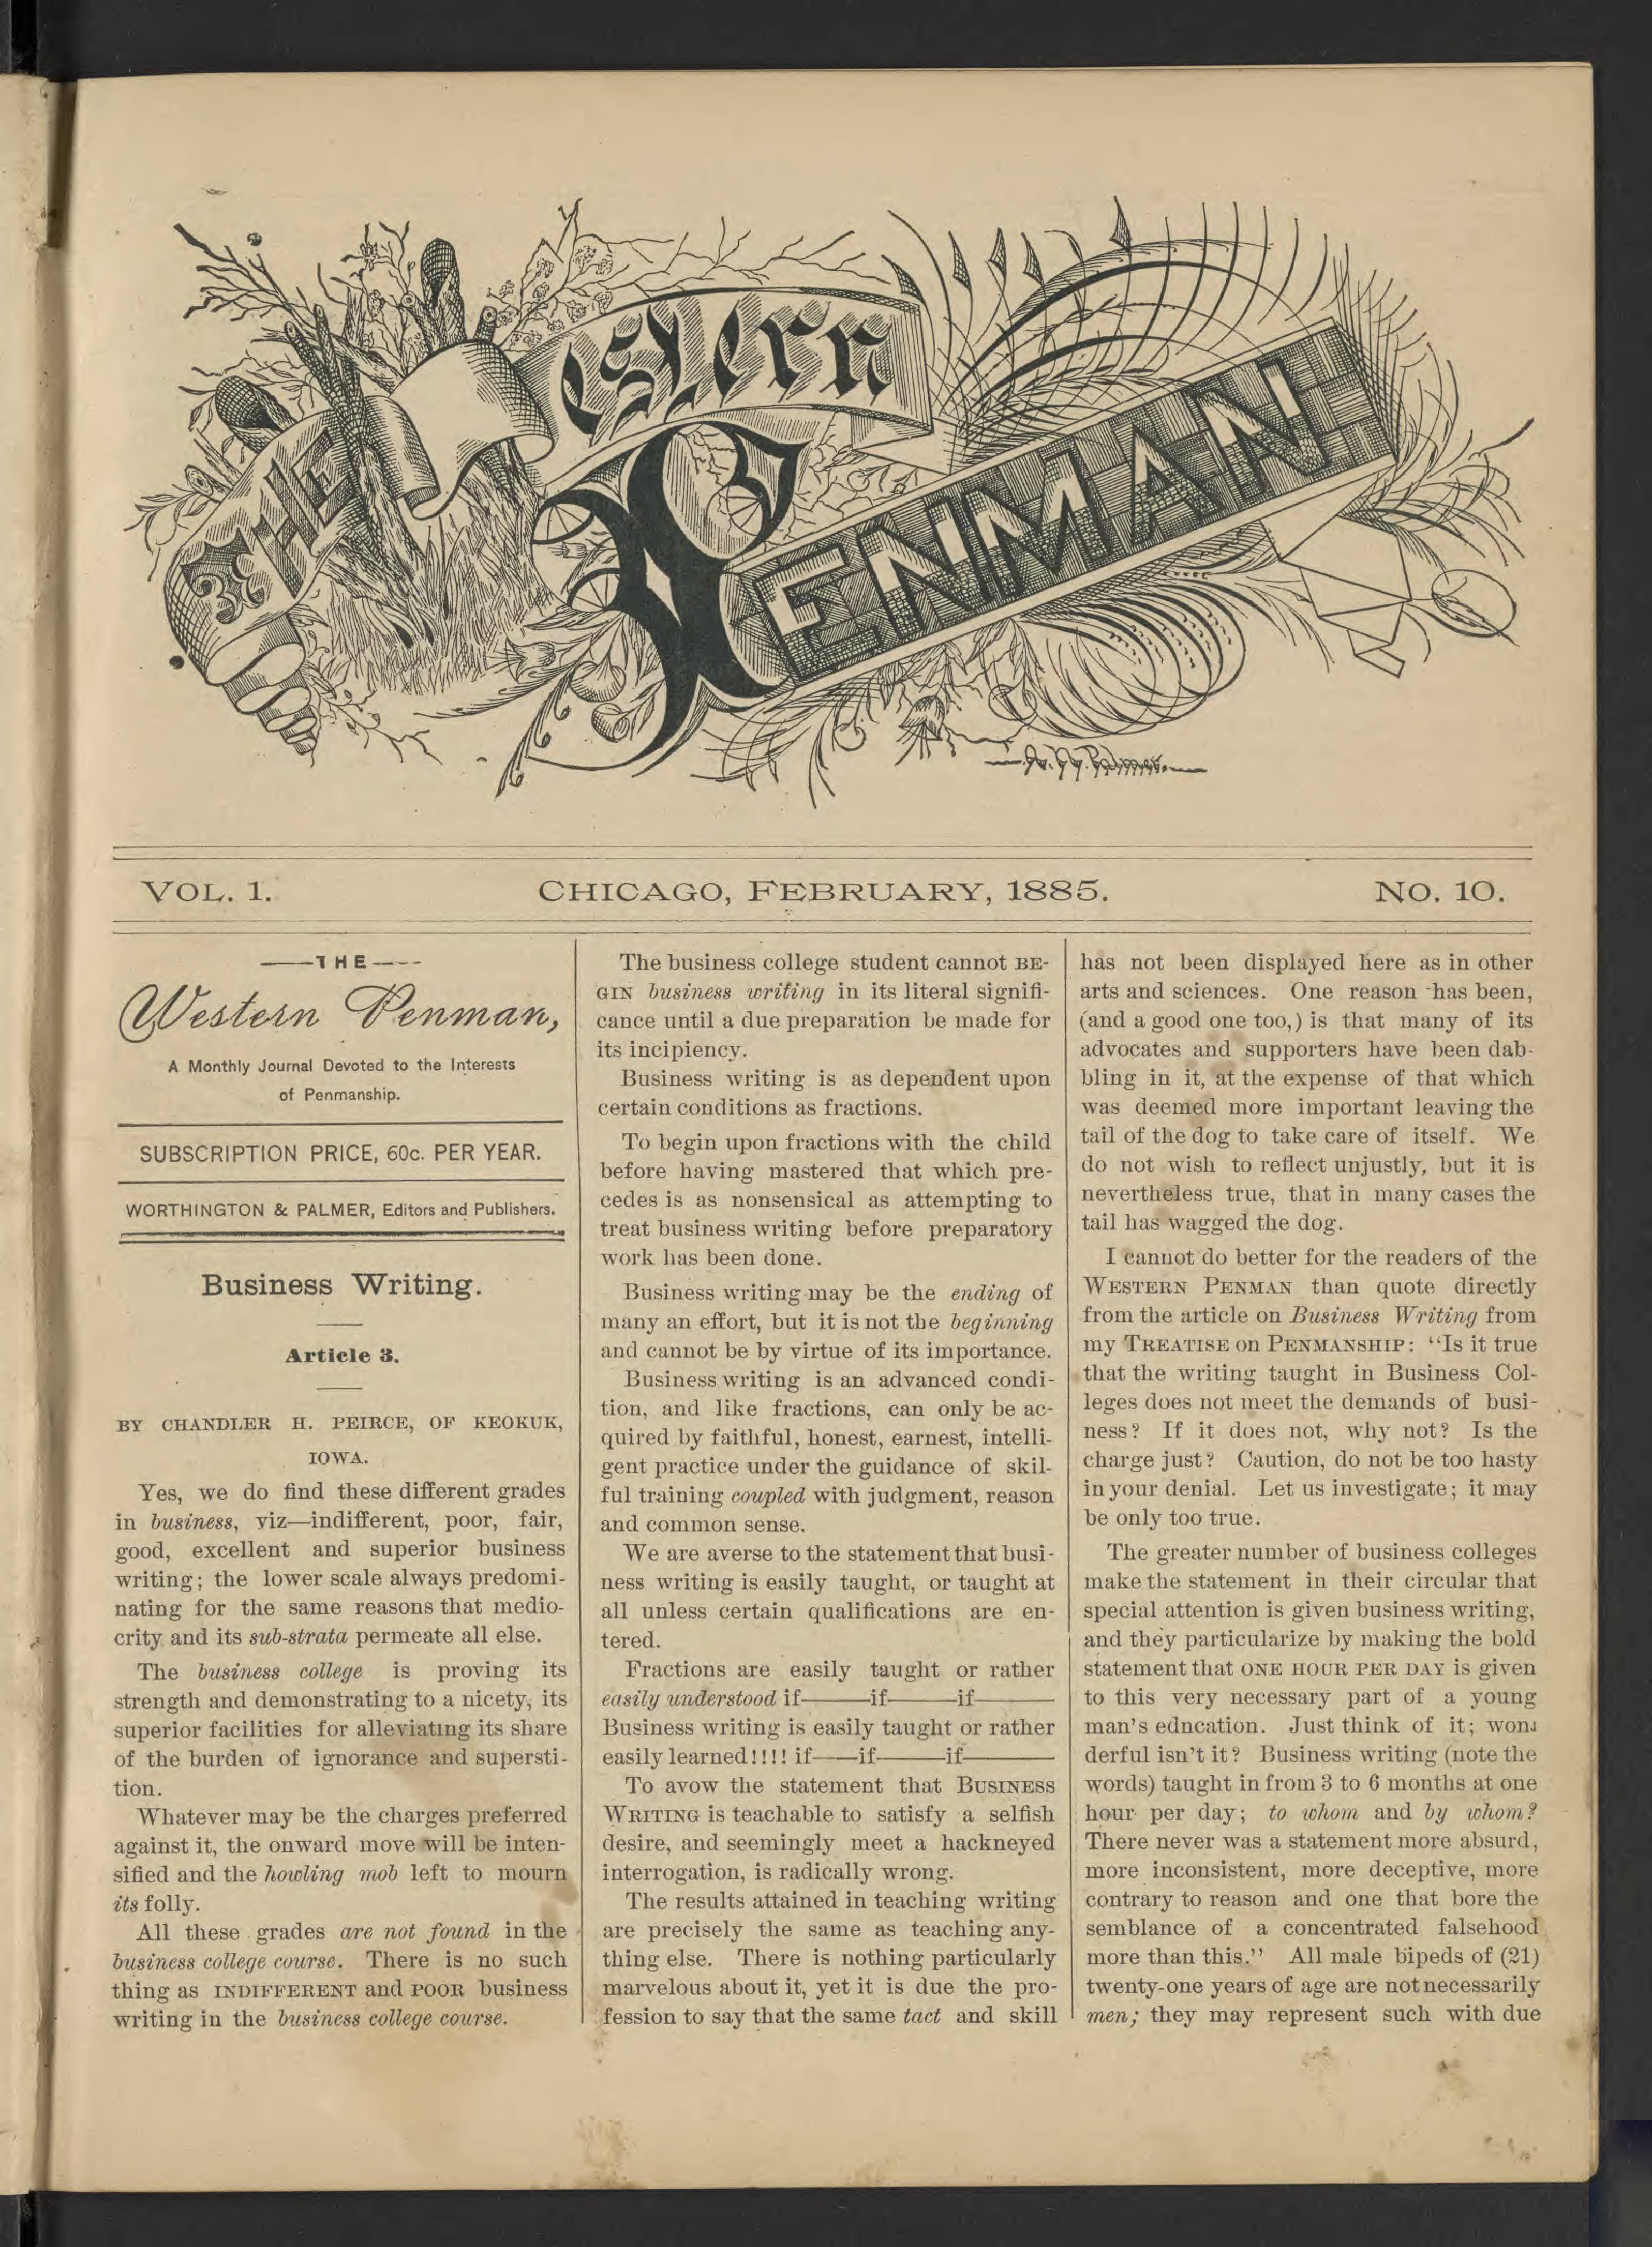 THE
Western
PENMAN
A. N. Palmer.
VOL. 1.
CHICAGO, FEBRUARY, 1885.
NO. 10.
THE
Western Penman,
A Monthly Journal Devoted to the Interests
of Penmanship.
SUBSCRIPTION PRICE, 60c. PER YEAR.
WORTHINGTON & PALMER, Editors and Publishers.
Business Writing.
Article 3.
BY CHANDLER H. PEIRCE, OF KEOKUK,
IOWA.
Yes, we do find these different grades
in business, viz—indifferent, poor, fair,
good, excellent and superior business
writing; the lower scale always predomi-
nating for the same reasons that medio-
crity and its sub-strata permeate all else.
The business college is proving its
strength and demonstrating to a nicety, its
superior facilities for alleviating its share
of the burden of ignorance and supersti-
tion.
Whatever may be the charges preferred
against it, the onward move will be inten-
sified and the howling mob left to mourn
its folly.
All these grades are not found in the
business college course. There is no such
thing as INDIFFERENT and POOR business
writing in the business college course.
The business college student cannot BE-
GIN business writing in its literal signifi-
cance until a due preparation be made for
its incipiency.
Business writing is as dependent upon
certain conditions as fractions.
To begin upon fractions with the child
before having mastered that which pre-
cedes is as nonsensical as attempting to
treat business writing before preparatory
work has been done.
Business writing may be the ending of
many an effort, but it is not the beginning
and cannot be by virtue of its importance.
Business writing is an advanced condi-
tion, and like fractions, can only be ac-
quired by faithful, honest, earnest, intelli-
gent practice under the guidance of skil-
ful training coupled with judgment, reason
and common sense.
We are averse to the statement that busi-
ness writing is easily taught, or taught at
all unless certain qualifications are en-
tered.
Fractions are easily taught or rather
easily understood if——if——if——
Business writing is easily taught or rather
easily learned!!!! if——if——if——
To avow the statement that BUSINESS
WRITING is teachable to satisfy a selfish
desire, and seemingly meet a hackneyed
interrogation, is radically wrong.
The results attained in teaching writing
are precisely the same as teaching any-
thing else. There is nothing particularly
marvelous about it, yet it is due the pro-
fession to say that the same tact and skill
has not been displayed here as in other
arts and sciences. One reason has been,
(and a good one too,) is that many of its
advocates and supporters have been dab-
bling in it, at the expense of that which
was deemed more important leaving the
tail of the dog to take care of itself. We
do not wish to reflect unjustly, but it is
nevertheless true, that in many cases the
tail has wagged the dog.
I cannot do better for the readers of the
WESTERN PENMAN than quote directly
from the article on Business Writing from
my TREATISE on PENMANSHIP: "Is it true
that the writing taught in Business Col-
leges does not meet the demands of busi-
ness? If it does not, why not? Is the
charge just? Caution, do not be too hasty
in your denial. Let us investigate; it may
be only too true.
The greater number of business colleges
make the statement in their circular that
special attention is given business writing,
and they particularize by making the bold
statement that ONE HOUR PER DAY is given
to this very necessary part of a young
man's edncation. Just think of it; won-
derful isn't it? Business writing (note the
words) taught in from 3 to 6 months at one
hour per day; to whom and by whom?
There never was a statement more absurd,
more inconsistent, more deceptive, more
contrary to reason and one that bore the
semblance of a concentrated falsehood
more than this." All male bipeds of (21)
twenty-one years of age are not necessarily
men; they may represent such with due